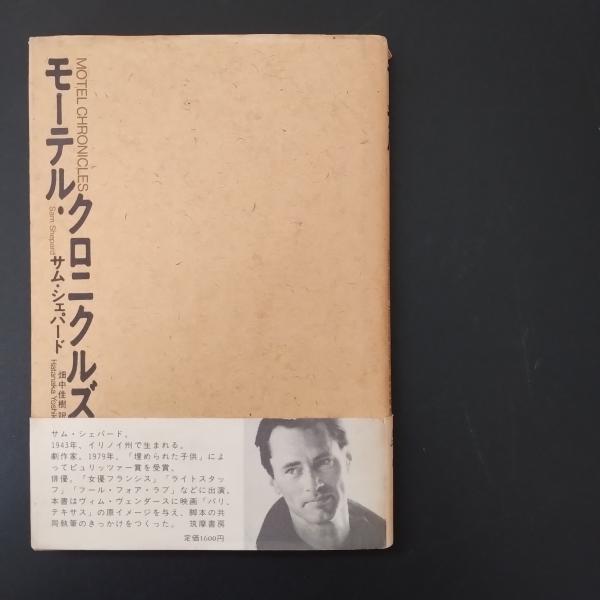 MOTEL CHRONICLES
モーテル・クロニクルズ
Sam Shepard
サム・シェパード
畑中佳樹 訳
Hatanaka
サム・シェパード。
1943年、イリノイ州で生まれる。
劇作家。1979年、「埋められた子供」によ
ってピュリッツァー賞を受賞。
俳優。「女優フランシス」「ライトスタッ
フ」「フール・フォア・ラブ」などに出演。
本書はヴィム・ヴェンダースに映画「パリ、
テキサス」の原イメージを与え、脚本の共
同執筆のきっかけをつくった。 筑摩書房
定価1600円